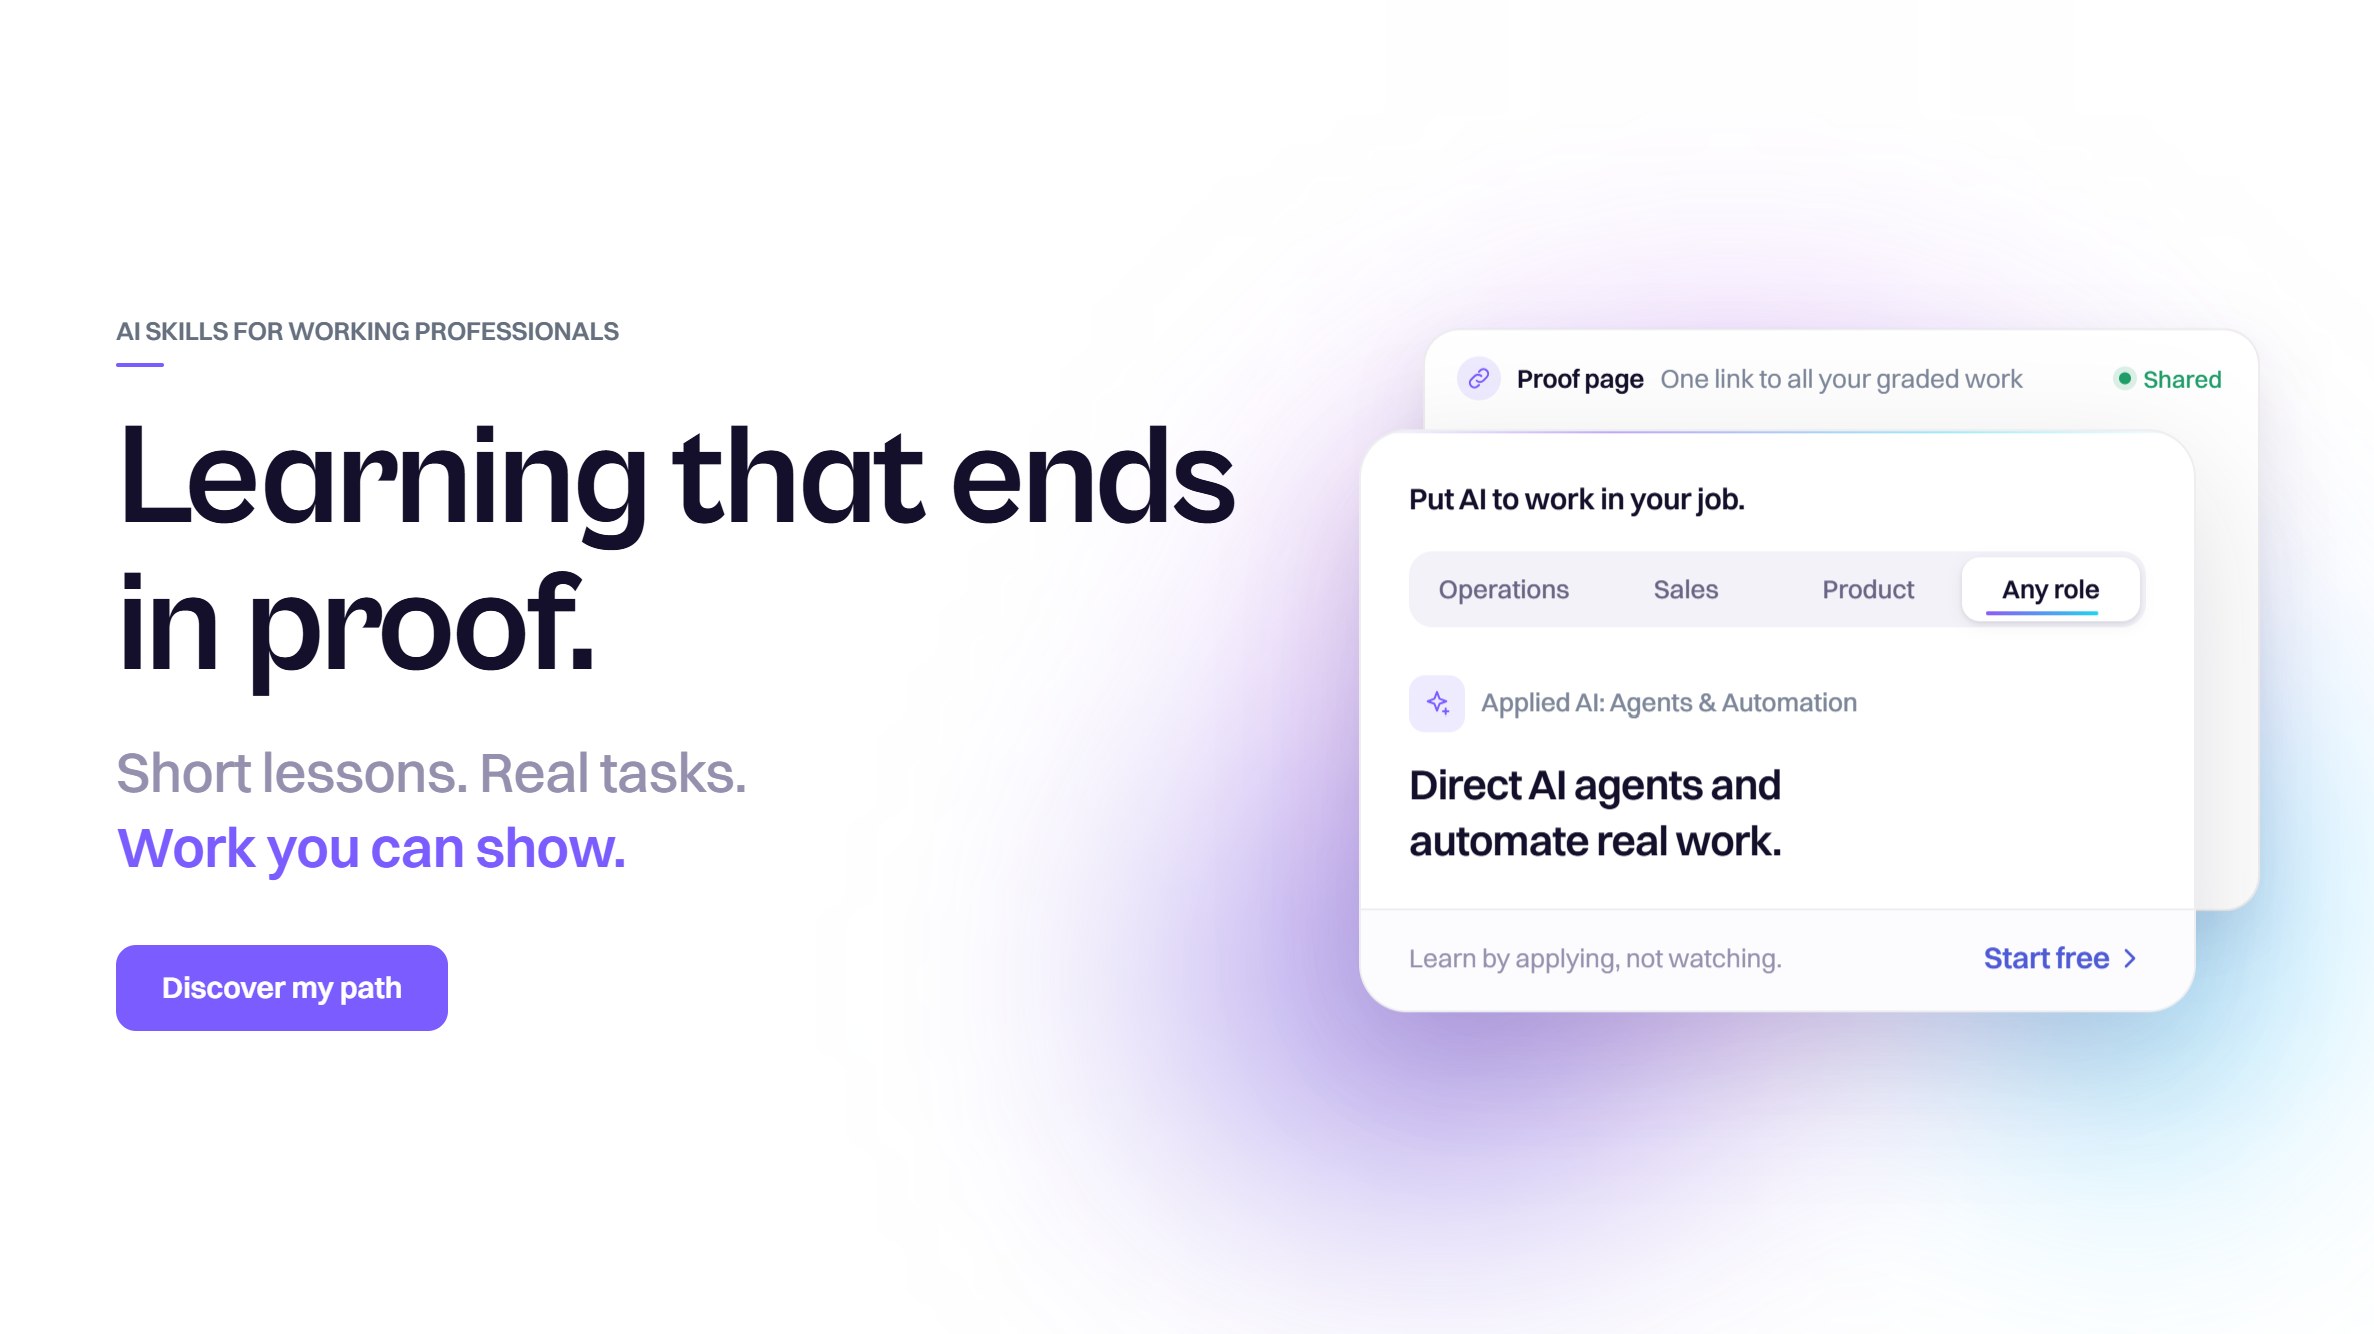 AI SKILLS FOR WORKING PROFESSIONALS
Learning that ends
in proof.
Short lessons. Real tasks.
Work you can show.
Discover my path
Proof page One link to all your graded work Shared
Put AI to work in your job.
Operations Sales Product Any role
Applied AI: Agents & Automation
Direct AI agents and
automate real work.
Learn by applying, not watching. Start free